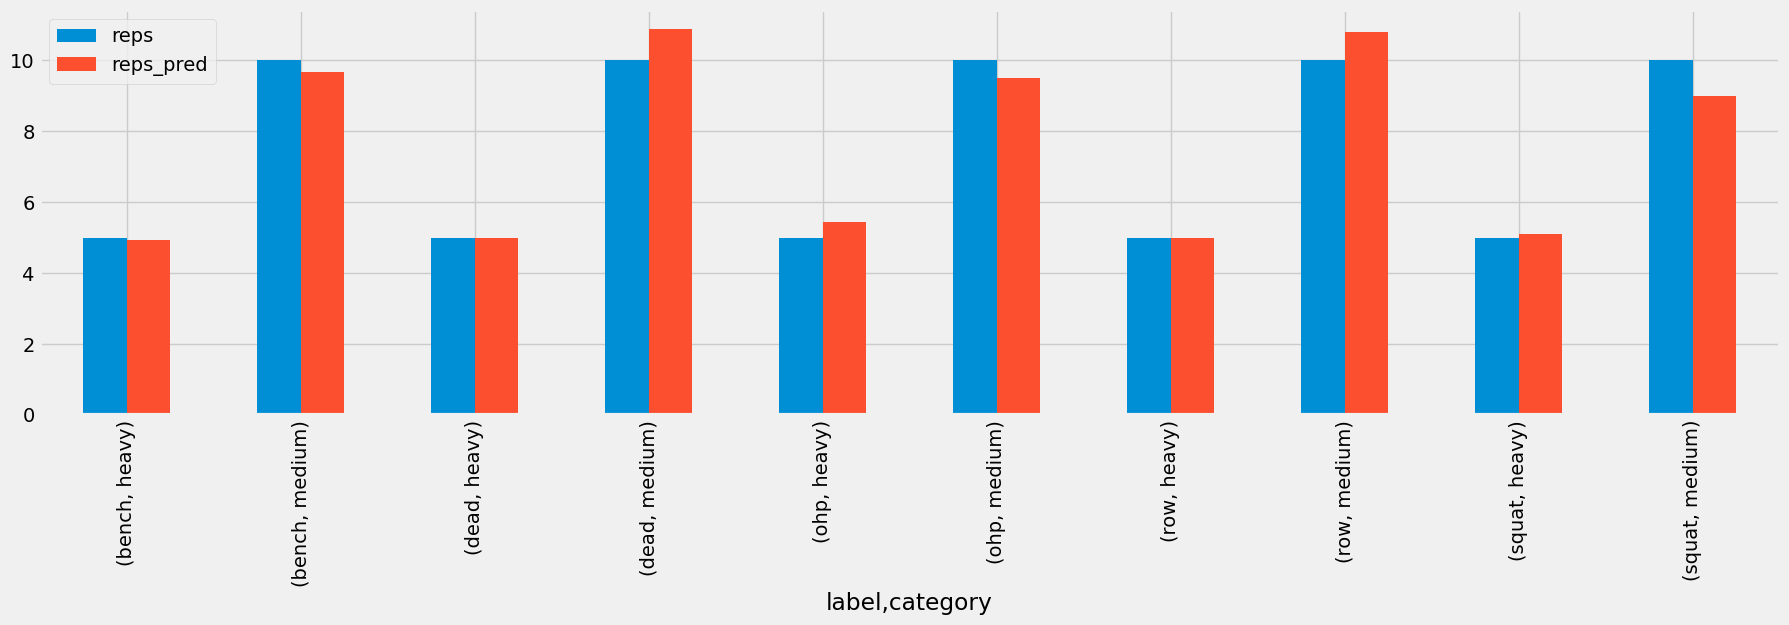 reps
reps_pred
10
8
6
4
2
0
(bench, heavy)
(bench, medium)
(dead, heavy)
(dead, medium)
(ohp, heavy)
(ohp, medium)
(row, heavy)
(row, medium)
(squat, heavy)
(squat, medium)
label,category